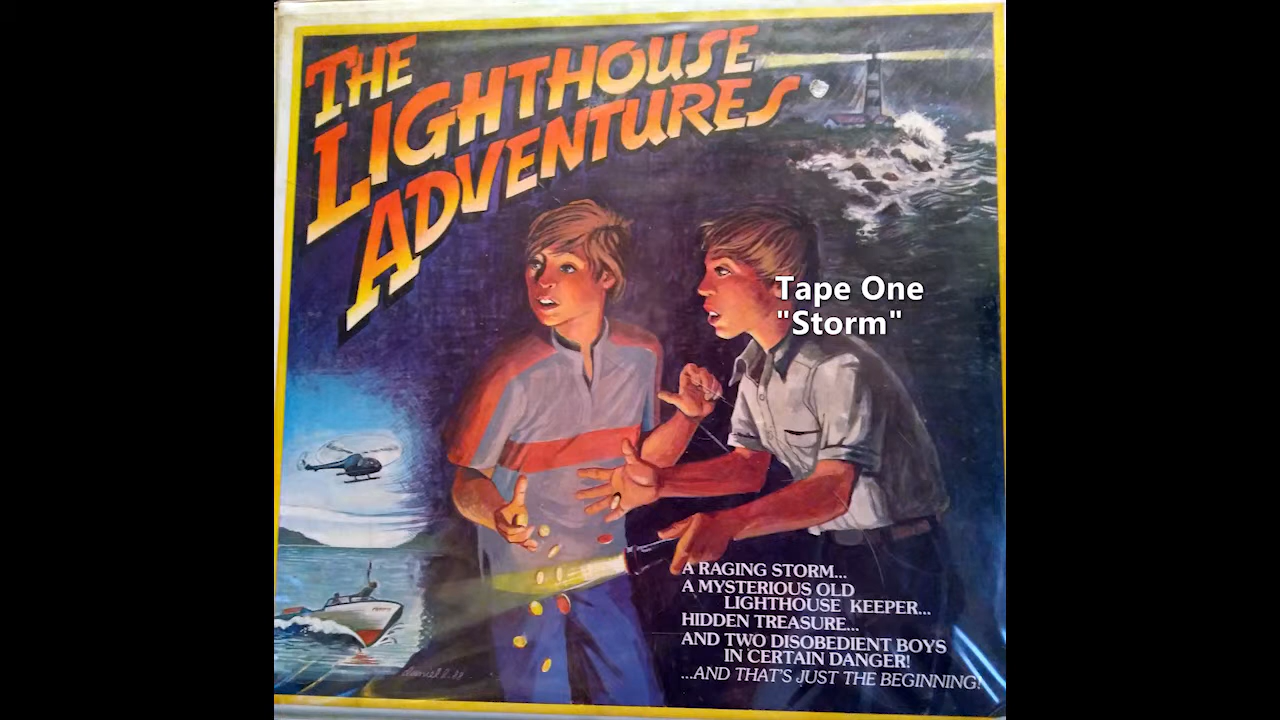 THE
LIGHTHOUSE
ADVENTURES
Tape One
"Storm"
A RAGING STORM...
A MYSTERIOUS OLD
LIGHTHOUSE KEEPER...
HIDDEN TREASURE...
AND TWO DISOBEDIENT BOYS
IN CERTAIN DANGER!
...AND THAT'S JUST THE BEGINNING!